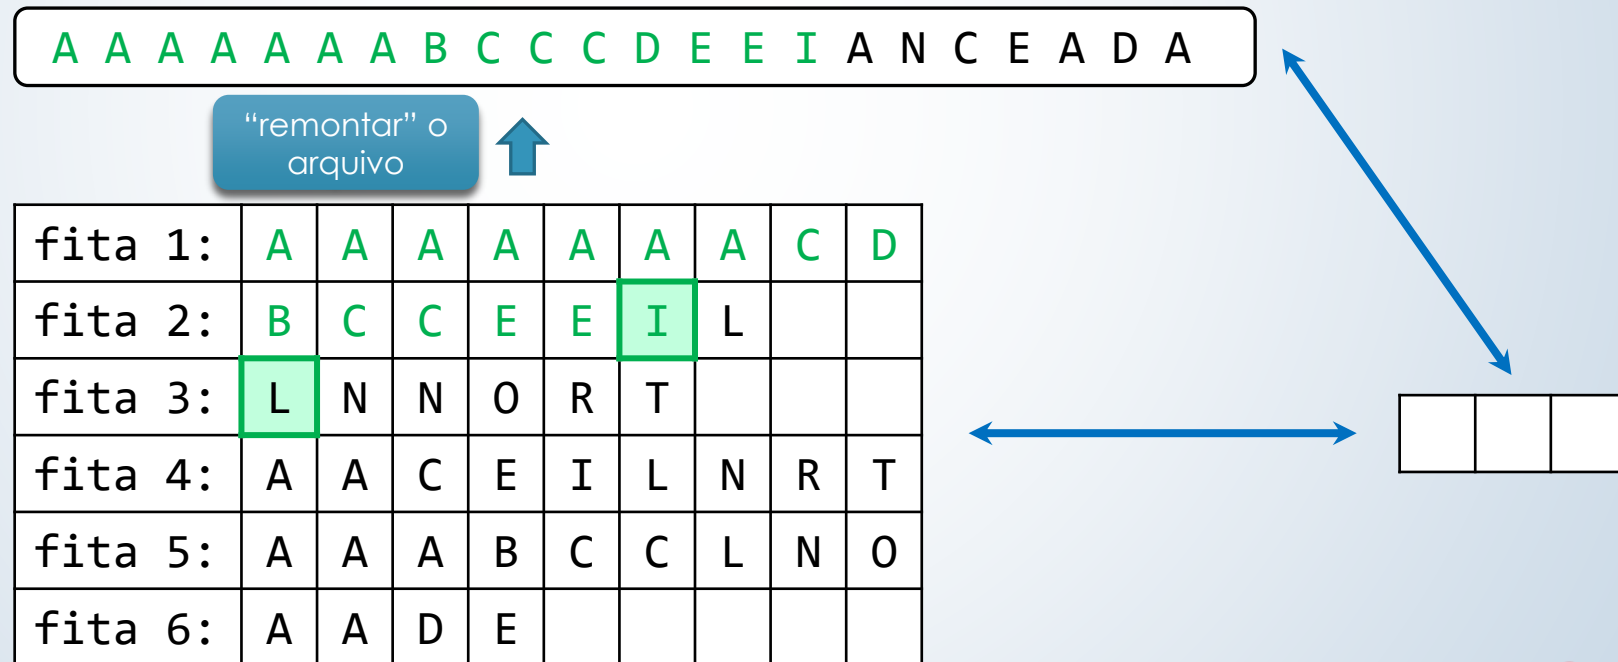 A A A A A A A B C C C D E E I A N C E A D A
“remontar” o
arquivo
fita 1: A A A A A A A C D
fita 2: B C C E E I L
fita 3: L N N O R T
fita 4: A A C E I L N R T
fita 5: A A A B C C L N O
fita 6: A A D E